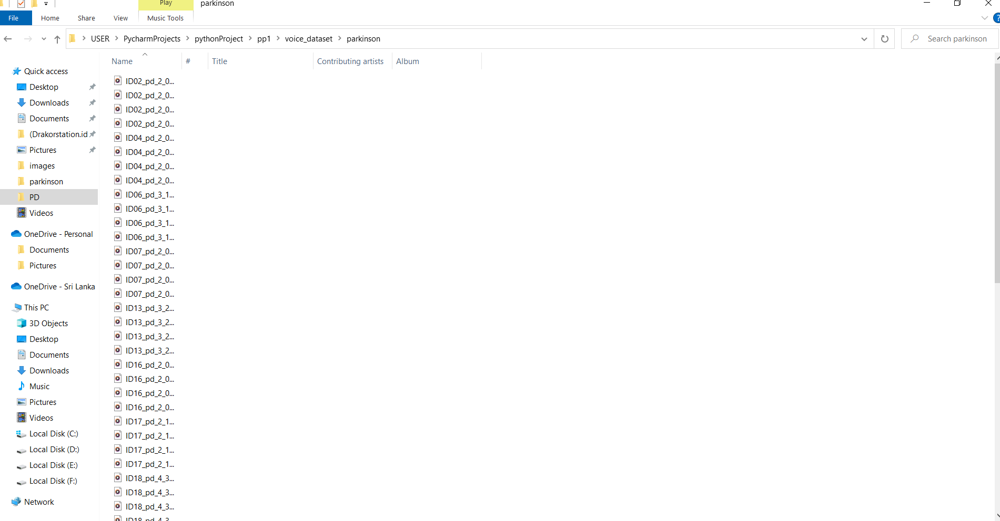 Play
parkinson
File
Home
Share
View
Music Tools
?
USER > PycharmProjects > pythonProject > pp1 > voice_dataset > parkinson
Search parkinson
Name
#
Title
Contributing artists
Album
Quick access
Desktop
Downloads
Documents
(Drakorstation.id
Pictures
images
parkinson
PD
Videos
OneDrive - Personal
Documents
Pictures
OneDrive - Sri Lanka
This PC
3D Objects
Desktop
Documents
Downloads
Music
Pictures
Videos
Local Disk (C:)
Local Disk (D:)
Local Disk (E:)
Local Disk (F:)
Network
ID02_pd_2_0...
ID02_pd_2_0...
ID02_pd_2_0...
ID02_pd_2_0...
ID04_pd_2_0...
ID04_pd_2_0...
ID04_pd_2_0...
ID04_pd_2_0...
ID06_pd_3_1...
ID06_pd_3_1...
ID06_pd_3_1...
ID06_pd_3_1...
ID07_pd_2_0...
ID07_pd_2_0...
ID07_pd_2_0...
ID07_pd_2_0...
ID13_pd_3_2...
ID13_pd_3_2...
ID13_pd_3_2...
ID13_pd_3_2...
ID16_pd_2_0...
ID16_pd_2_0...
ID16_pd_2_0...
ID16_pd_2_0...
ID17_pd_2_1...
ID17_pd_2_1...
ID17_pd_2_1...
ID17_pd_2_1...
ID18_pd_4_3...
ID18_pd_4_3...
ID18_pd_4_3...
ID18_pd_4_3...